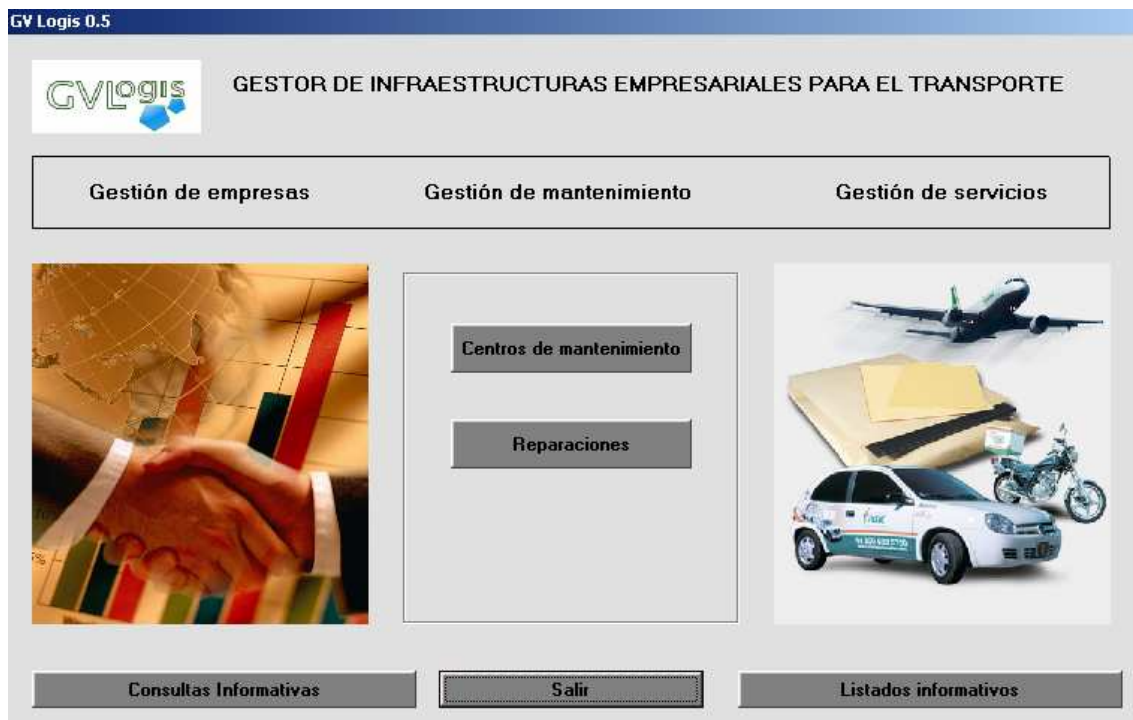 GV Logis 0.5
GVLogis
GESTOR DE INFRAESTRUCTURAS EMPRESARIALES PARA EL TRANSPORTE
Gestión de empresas
Gestión de mantenimiento
Gestión de servicios
Centros de mantenimiento
Reparaciones
Consultas Informativas
Salir
Listados informativos